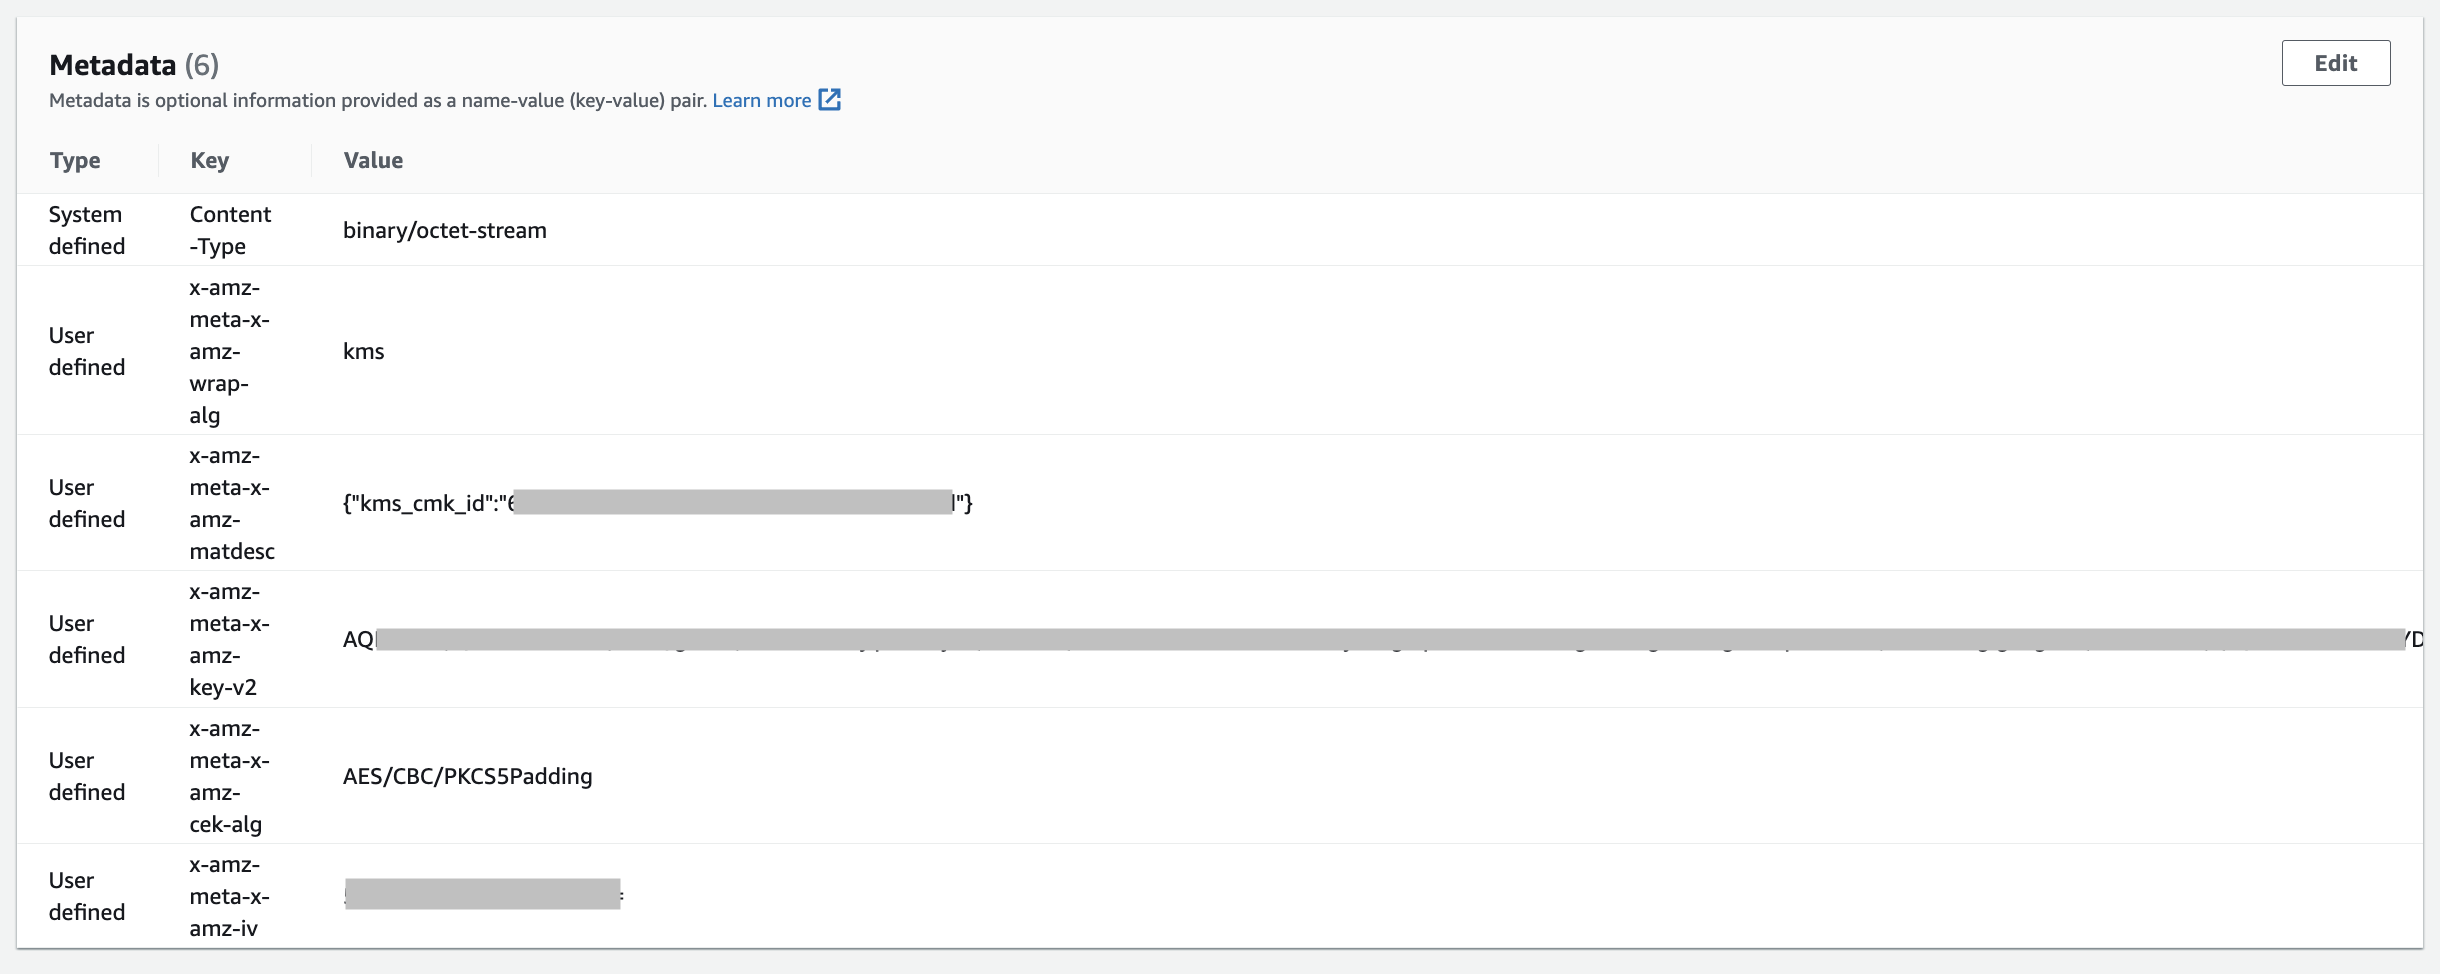 Metadata (6)
Edit
Metadata is optional information provided as a name-value (key-value) pair. Learn more
Type Key Value
System defined
Content-Type
binary/octet-stream
User defined
x-amz-meta-x-amz-wrap-alg
kms
User defined
x-amz-meta-x-amz-matdesc
{"kms_cmk_id":"6
"}
User defined
x-amz-meta-x-amz-key-v2
AQ
YD
User defined
x-amz-meta-x-amz-cek-alg
AES/CBC/PKCS5Padding
User defined
x-amz-meta-x-amz-iv
=